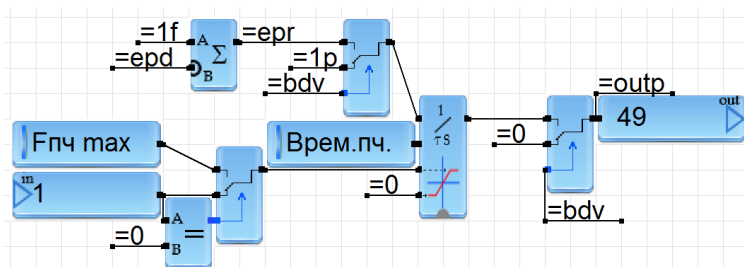 =1f
=epd
A
B
Σ
=epr
=1p
=bdv
Fпч max
in
1
=0
A
B
=
Врем.пч.
=0
1
τs
=0
=outp
49
out
=bdv